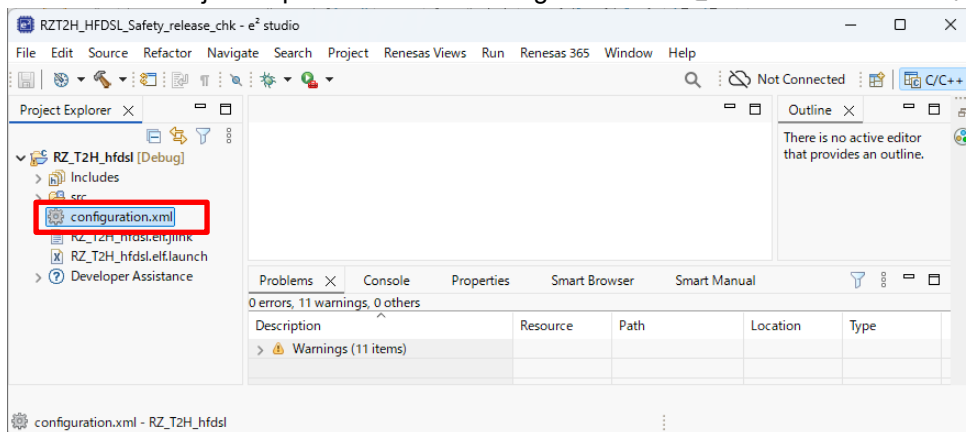 RZT2H_HFDSL_Safety_release_chk - e² studio
File Edit Source Refactor Navigate Search Project Renesas Views Run Renesas 365 Window Help
Not Connected C/C++
Project Explorer
Outline
RZ_T2H_hfdsl [Debug]
Includes
src
configuration.xml
RZ_T2H_hfdsl.elf.jlink
RZ_T2H_hfdsl.elf.launch
Developer Assistance
There is no active editor
that provides an outline.
Problems Console Properties Smart Browser Smart Manual
0 errors, 11 warnings, 0 others
Description Resource Path Location Type
Warnings (11 items)
configuration.xml - RZ_T2H_hfdsl